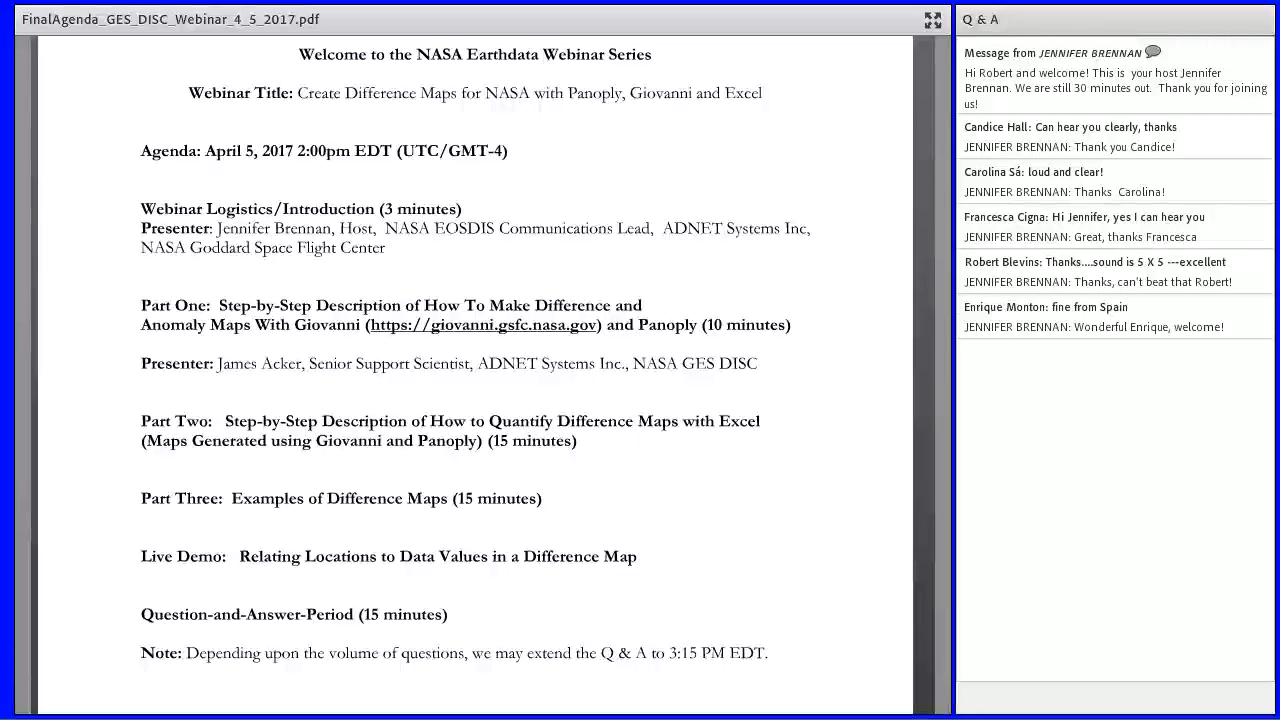 FinalAgenda_GES_DISC_Webinar_4_5_2017.pdf
Welcome to the NASA Earthdata Webinar Series
Webinar Title: Create Difference Maps for NASA with Panoply, Giovanni and Excel
Agenda: April 5, 2017 2:00pm EDT (UTC/GMT-4)
Webinar Logistics/Introduction (3 minutes)
Presenter: Jennifer Brennan, Host, NASA EOSDIS Communications Lead, ADNET Systems Inc,
NASA Goddard Space Flight Center
Part One: Step-by-Step Description of How To Make Difference and
Anomaly Maps With Giovanni (https://giovanni.gsfc.nasa.gov) and Panoply (10 minutes)
Presenter: James Acker, Senior Support Scientist, ADNET Systems Inc., NASA GES DISC
Part Two: Step-by-Step Description of How to Quantify Difference Maps with Excel
(Maps Generated using Giovanni and Panoply) (15 minutes)
Part Three: Examples of Difference Maps (15 minutes)
Live Demo: Relating Locations to Data Values in a Difference Map
Question-and-Answer-Period (15 minutes)
Note: Depending upon the volume of questions, we may extend the Q & A to 3:15 PM EDT.
Q & A
Message from JENNIFER BRENNAN
Hi Robert and welcome! This is your host Jennifer
Brennan. We are still 30 minutes out. Thank you for joining
us!
Candice Hall: Can hear you clearly, thanks
JENNIFER BRENNAN: Thank you Candice!
Carolina Sá: loud and clear!
JENNIFER BRENNAN: Thanks Carolina!
Francesca Cigna: Hi Jennifer, yes I can hear you
JENNIFER BRENNAN: Great, thanks Francesca
Robert Blevins: Thanks....sound is 5 X 5 ---excellent
JENNIFER BRENNAN: Thanks, can't beat that Robert!
Enrique Monton: fine from Spain
JENNIFER BRENNAN: Wonderful Enrique, welcome!